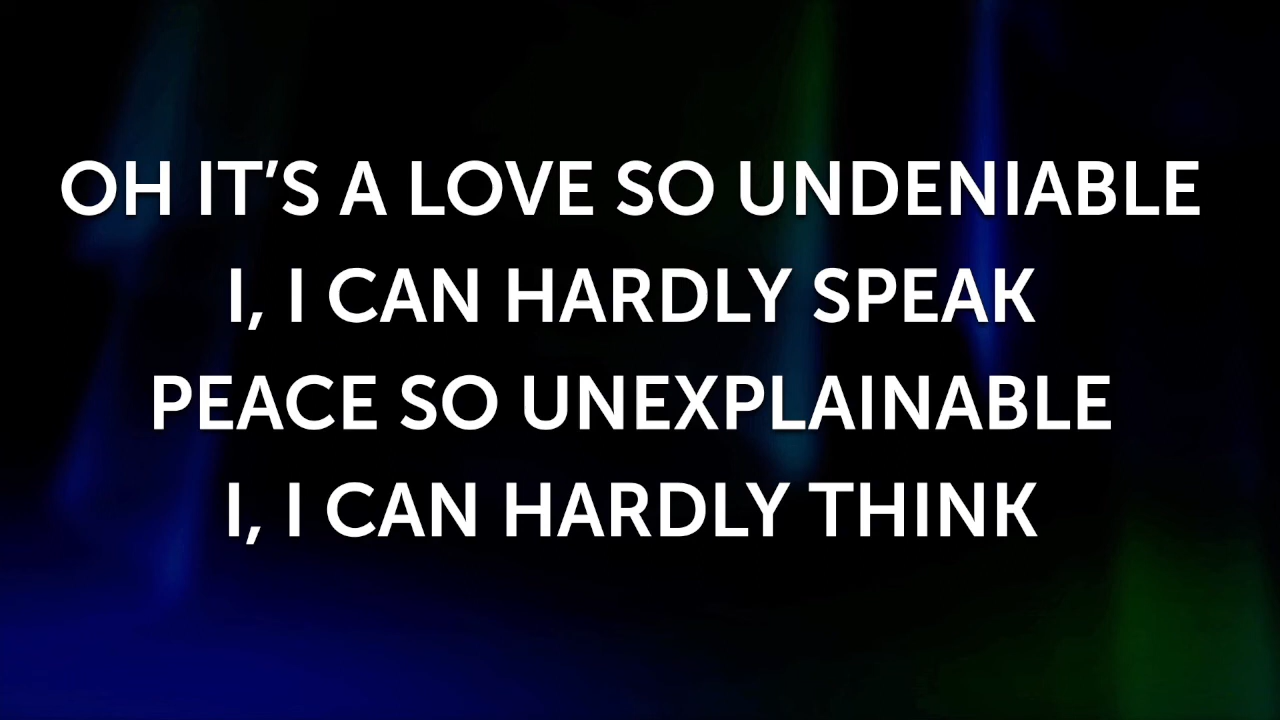 OH IT'S A LOVE SO UNDENIABLE
I, I CAN HARDLY SPEAK
PEACE SO UNEXPLAINABLE
I, I CAN HARDLY THINK